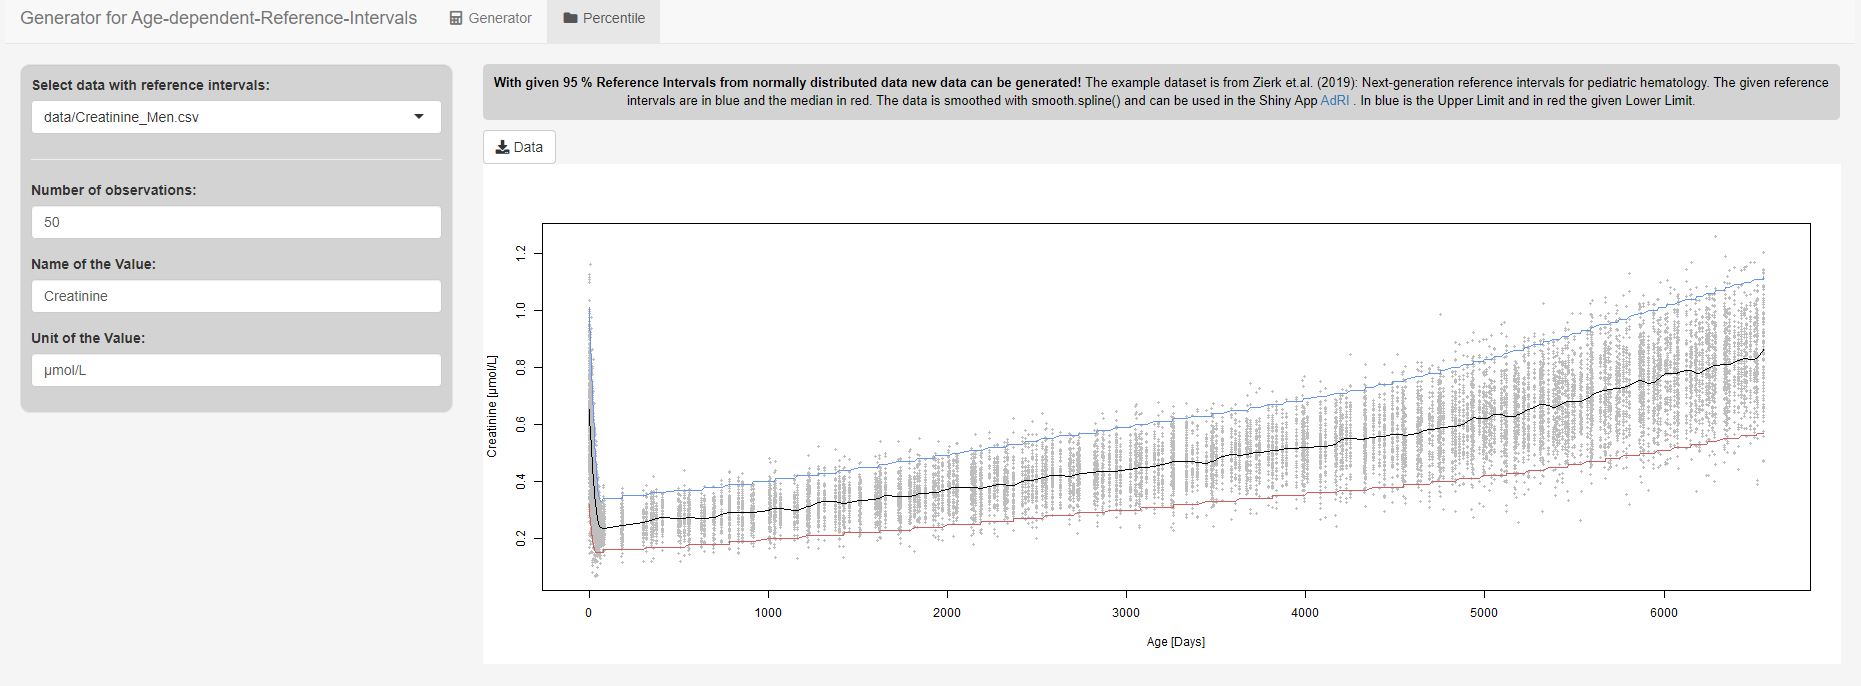 Generator for Age-dependent-Reference-Intervals
Generator
Percentile
Select data with reference intervals:
data/Creatinine_Men.csv
Number of observations:
50
Name of the Value:
Creatinine
Unit of the Value:
µmol/L
With given 95 % Reference Intervals from normally distributed data new data can be generated! The example dataset is from Zierk et.al. (2019): Next-generation reference intervals for pediatric hematology. The given reference
intervals are in blue and the median in red. The data is smoothed with smooth.spline() and can be used in the Shiny App AdRI . In blue is the Upper Limit and in red the given Lower Limit.
Data
Creatinine [µmol/L]
1.2
1.0
0.8
0.6
0.4
0.2
0 1000 2000 3000 4000 5000 6000
Age [Days]